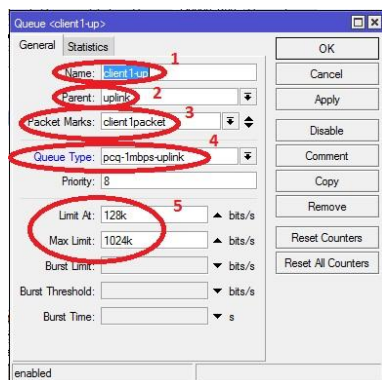 Queue <client1-up>
General Statistics
1
Name: client1-up
2
Parent: uplink
3
Packet Marks: client1packet
4
Queue Type: pcq-1mbps-uplink
Priority: 8
5
Limit At: 128k bits/s
Max Limit: 1024k bits/s
Burst Limit: bits/s
Burst Threshold: bits/s
Burst Time: s
OK
Cancel
Apply
Disable
Comment
Copy
Remove
Reset Counters
Reset All Counters
enabled